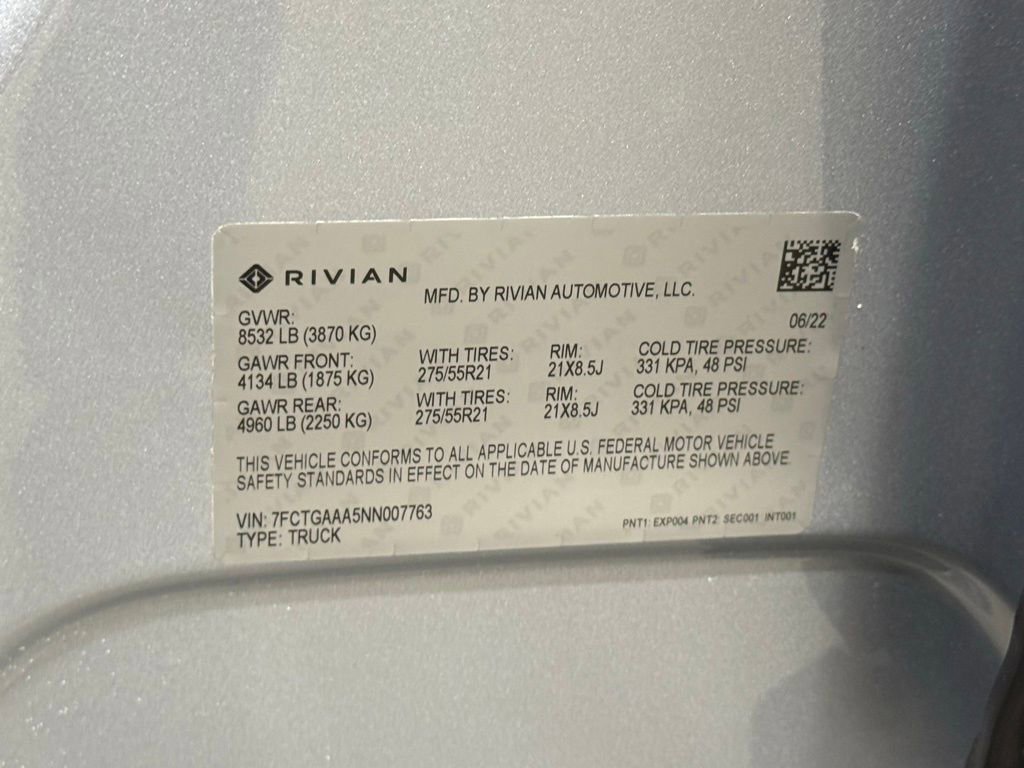 RIVIAN
MFD. BY RIVIAN AUTOMOTIVE, LLC.
06/22
GVWR:
8532 LB (3870 KG)
GAWR FRONT: WITH TIRES: RIM: COLD TIRE PRESSURE:
4134 LB (1875 KG) 275/55R21 21X8.5J 331 KPA, 48 PSI
GAWR REAR: WITH TIRES: RIM: COLD TIRE PRESSURE:
4960 LB (2250 KG) 275/55R21 21X8.5J 331 KPA, 48 PSI
THIS VEHICLE CONFORMS TO ALL APPLICABLE U.S. FEDERAL MOTOR VEHICLE
SAFETY STANDARDS IN EFFECT ON THE DATE OF MANUFACTURE SHOWN ABOVE.
VIN: 7FCTGAAA5NN007763
TYPE: TRUCK
PNT1: EXP004 PNT2: SEC001 INT001